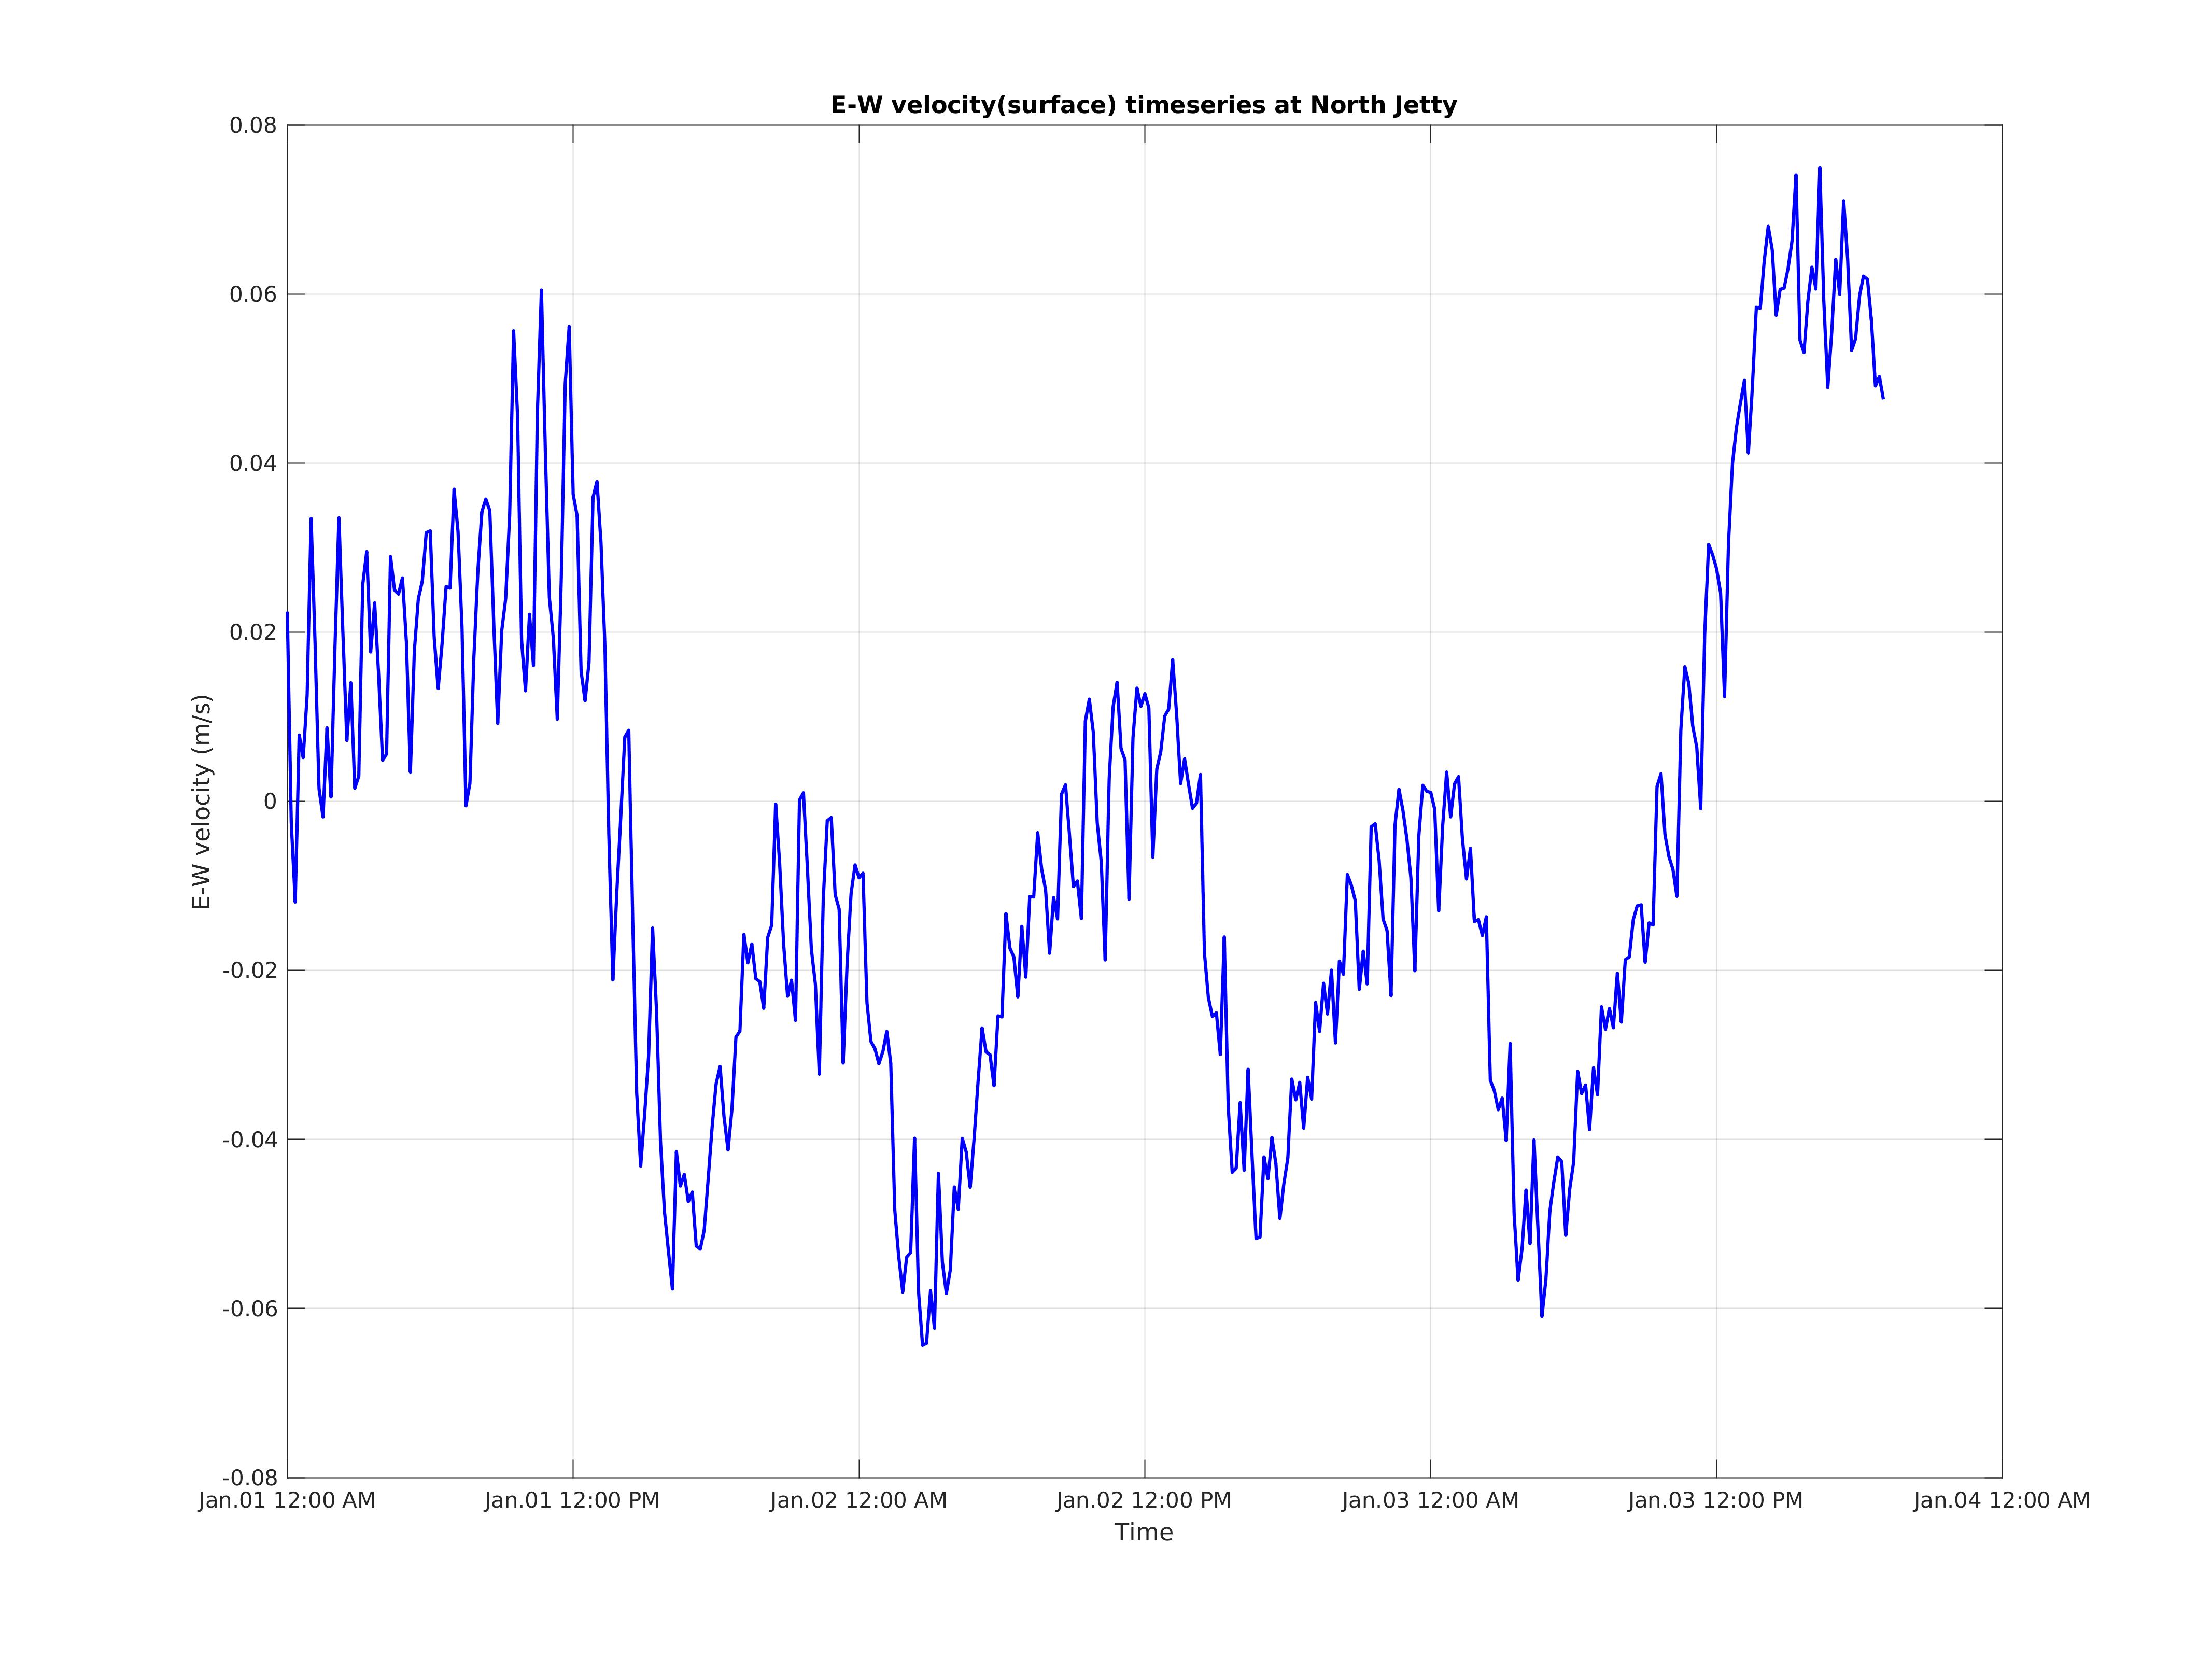 E-W velocity(surface) timeseries at North Jetty
0.08
0.06
0.04
0.02
0
-0.02
-0.04
-0.06
-0.08
E-W velocity (m/s)
Jan.01 12:00 AM Jan.01 12:00 PM Jan.02 12:00 AM Jan.02 12:00 PM Jan.03 12:00 AM Jan.03 12:00 PM Jan.04 12:00 AM
Time